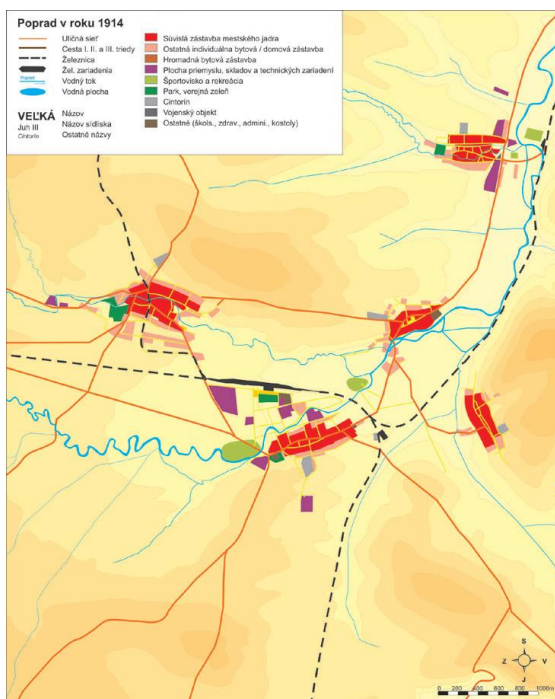 Poprad v roku 1914
Uličná sieť
Cesta I. II. a III. triedy
Železnica
Žel. zariadenia
Poprad
Vodný tok
Vodná plocha
VEĽKÁ Názov
Juh III Názov sídliska
Cintorín Ostatné názvy
Súvislá zástavba mestského jadra
Ostatná individuálna bytová / domová zástavba
Hromadná bytová zástavba
Plocha priemyslu, skladov a technických zariadení
Športovisko a rekreácia
Park, verejná zeleň
Cintorín
Vojenský objekt
Ostatné (škols., zdrav., admini., kostoly)
S
Z V
J
0 200 400 600 800 1000m